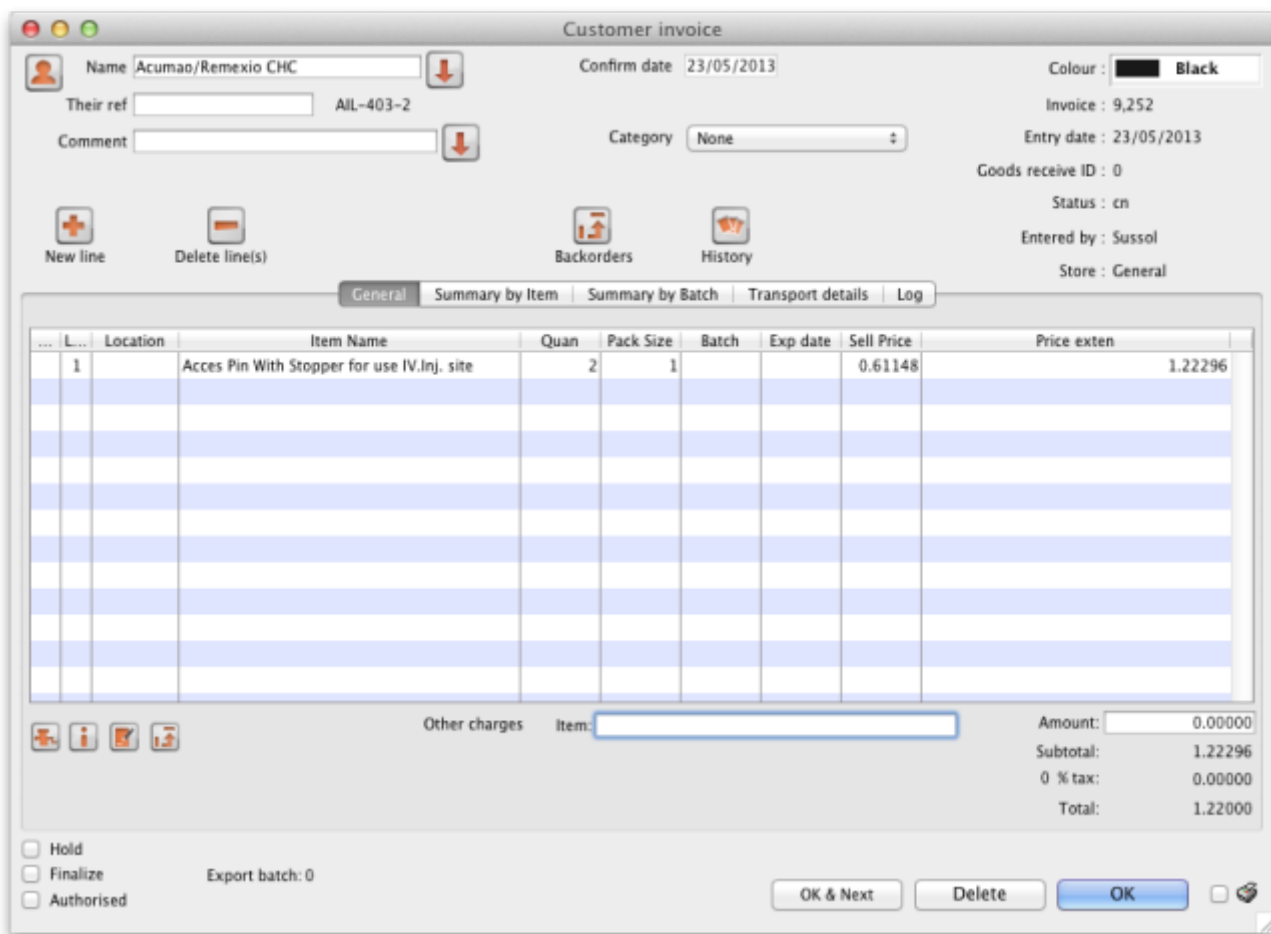 Customer invoice
Name Acumao/Remexio CHC Confirm date 23/05/2013 Colour : Black
Their ref AIL-403-2 Invoice : 9,252
Comment Category None Entry date : 23/05/2013
Goods receive ID : 0
Status : cn
Entered by : Sussol
Store : General
New line Delete line(s) Backorders History
General Summary by Item Summary by Batch Transport details Log
... L... Location Item Name Quan Pack Size Batch Exp date Sell Price Price exten
1 Acces Pin With Stopper for use IV.Inj. site 2 1 0.61148 1.22296
Other charges Item: Amount: 0.00000
Subtotal: 1.22296
0 % tax: 0.00000
Total: 1.22000
Hold
Finalize Export batch: 0
Authorised
OK & Next Delete OK